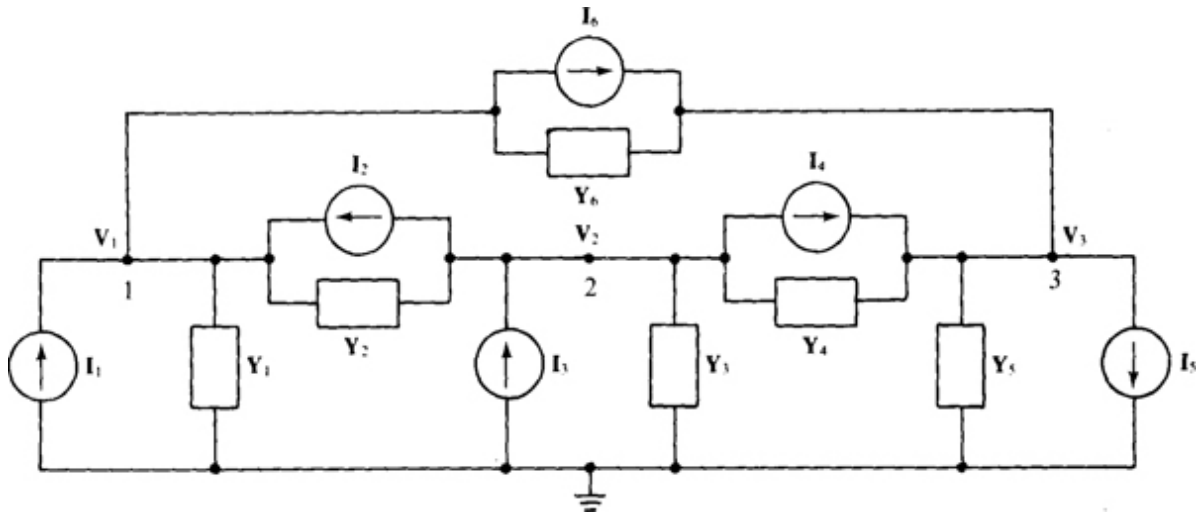 I₆
Y₆
I₂
I₄
V₁
V₂
V₃
1
2
3
Y₂
Y₄
I₁
Y₁
I₃
Y₃
Y₅
I₅